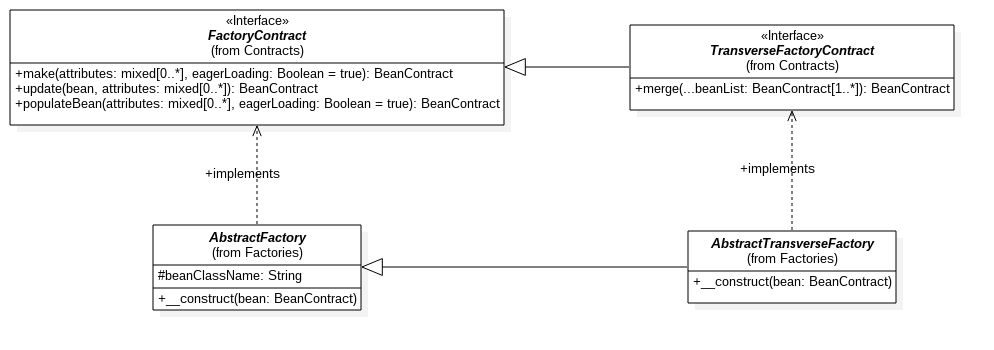 «Interface»
FactoryContract
(from Contracts)
+make(attributes: mixed[0..*], eagerLoading: Boolean = true): BeanContract
+update(bean, attributes: mixed[0..*]): BeanContract
+populateBean(attributes: mixed[0..*], eagerLoading: Boolean = true): BeanContract
«Interface»
TransverseFactoryContract
(from Contracts)
+merge(...beanList: BeanContract[1..*]): BeanContract
+implements
+implements
AbstractFactory
(from Factories)
#beanClassName: String
+__construct(bean: BeanContract)
AbstractTransverseFactory
(from Factories)
+__construct(bean: BeanContract)